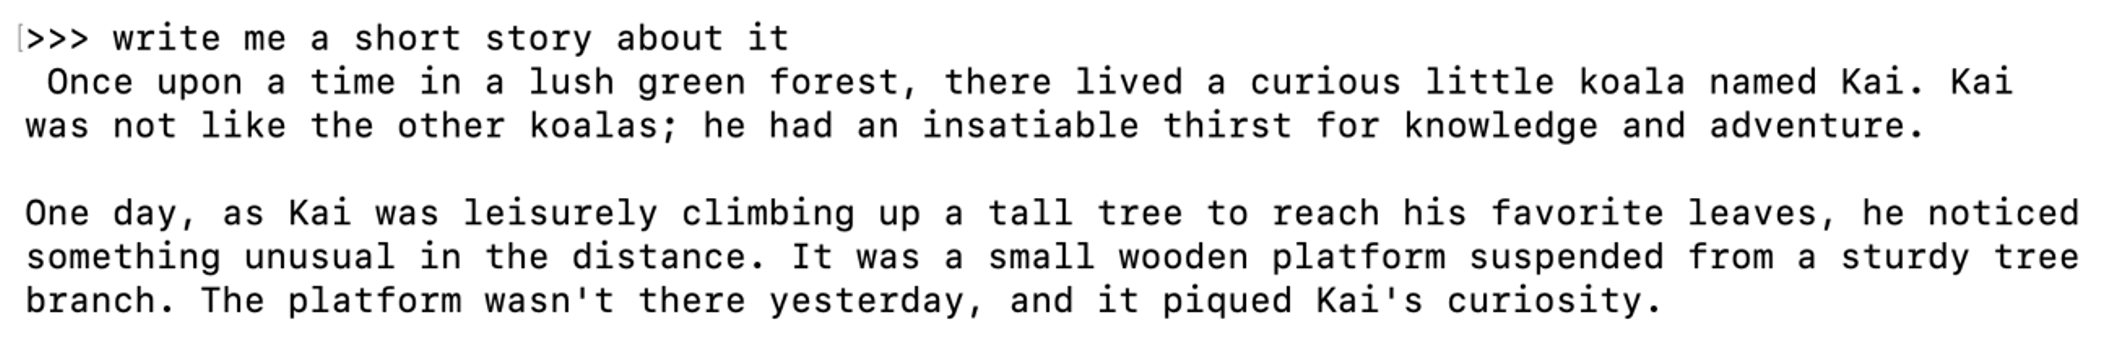 >>> write me a short story about it
Once upon a time in a lush green forest, there lived a curious little koala named Kai. Kai
was not like the other koalas; he had an insatiable thirst for knowledge and adventure.

One day, as Kai was leisurely climbing up a tall tree to reach his favorite leaves, he noticed
something unusual in the distance. It was a small wooden platform suspended from a sturdy tree
branch. The platform wasn't there yesterday, and it piqued Kai's curiosity.